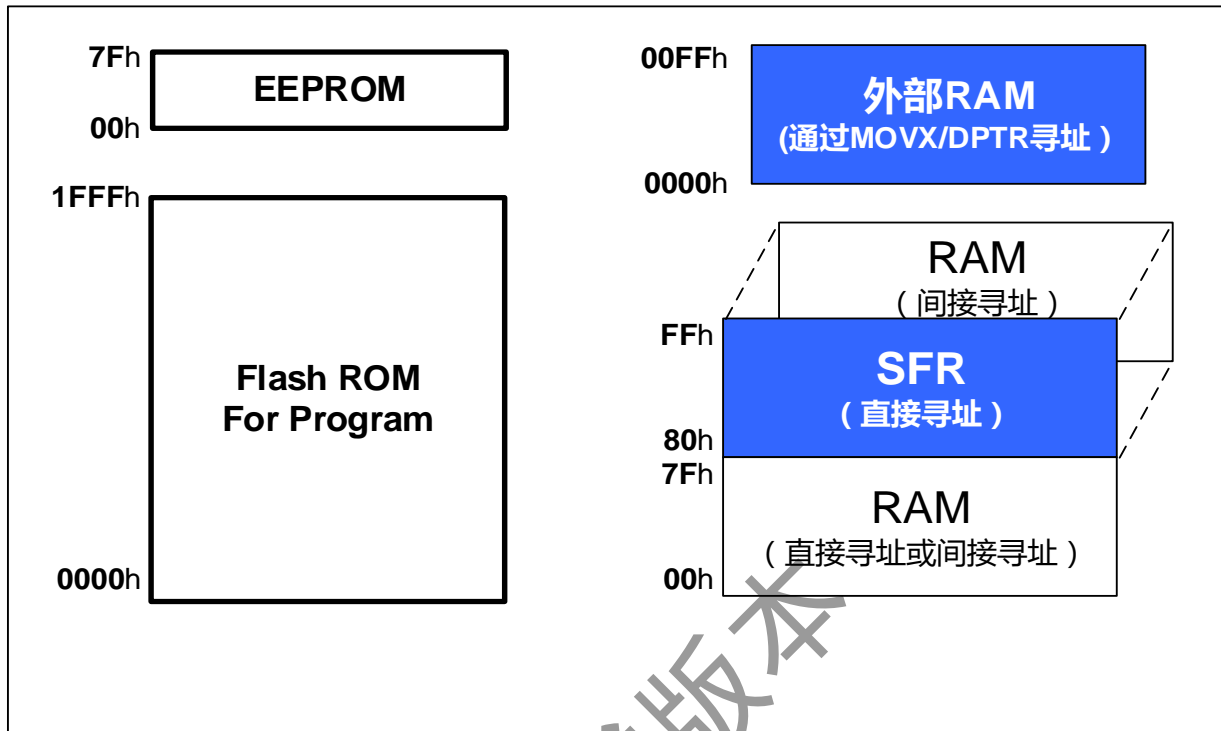 7Fh
EEPROM
00h
1FFFh
Flash ROM
For Program
0000h
00FFh
外部RAM
(通过MOVX/DPTR寻址 )
0000h
RAM
( 间接寻址 )
FFh
SFR
( 直接寻址 )
80h
7Fh
RAM
( 直接寻址或间接寻址 )
00h
版本